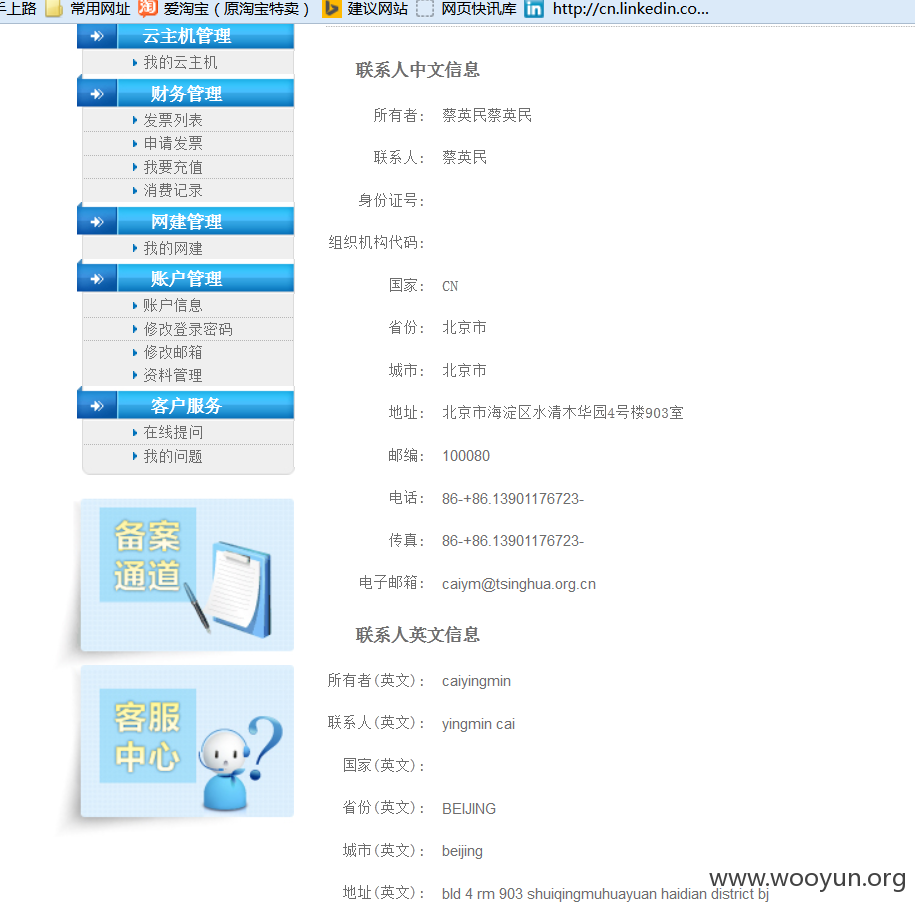 手上路 常用网址 爱淘宝（原淘宝特卖） 建议网站 网页快讯库 http://cn.linkedin.co...
云主机管理
我的云主机
财务管理
发票列表
申请发票
我要充值
消费记录
网建管理
我的网建
账户管理
账户信息
修改登录密码
修改邮箱
资料管理
客户服务
在线提问
我的问题
备案
通道
客服
中心
联系人中文信息
所有者： 蔡英民蔡英民
联系人： 蔡英民
身份证号：
组织机构代码：
国家： CN
省份： 北京市
城市： 北京市
地址： 北京市海淀区水清木华园4号楼903室
邮编： 100080
电话： 86-+86.13901176723-
传真： 86-+86.13901176723-
电子邮箱： caiym@tsinghua.org.cn
联系人英文信息
所有者(英文)： caiyingmin
联系人(英文)： yingmin cai
国家(英文)：
省份(英文)： BEIJING
城市(英文)： beijing
地址(英文)： bld 4 rm 903 shuiqingmuhuayuan haidian district bj
www.wooyun.org